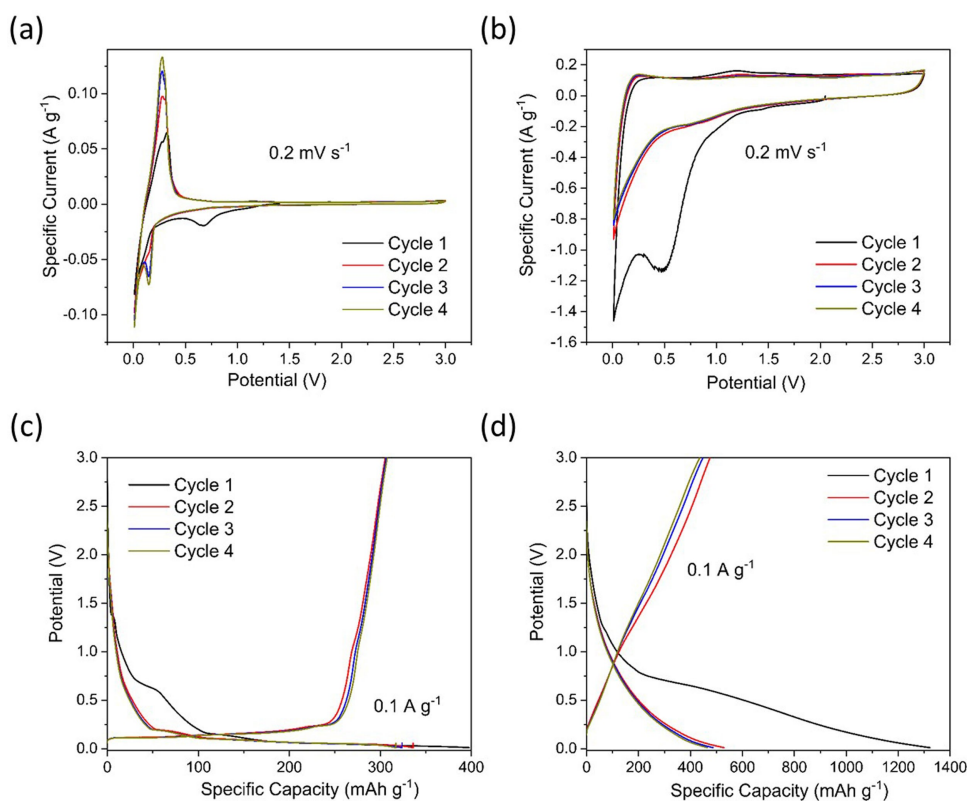 (a)
0.10
0.05
0.00
-0.05
-0.10
Specific Current (A g⁻¹)
0.2 mV s⁻¹
Cycle 1
Cycle 2
Cycle 3
Cycle 4
0.0 0.5 1.0 1.5 2.0 2.5 3.0
Potential (V)
(b)
0.2
0.0
-0.2
-0.4
-0.6
-0.8
-1.0
-1.2
-1.4
-1.6
Specific Current (A g⁻¹)
0.2 mV s⁻¹
Cycle 1
Cycle 2
Cycle 3
Cycle 4
0.0 0.5 1.0 1.5 2.0 2.5 3.0
Potential (V)
(c)
3.0
2.5
2.0
1.5
1.0
0.5
0.0
Potential (V)
Cycle 1
Cycle 2
Cycle 3
Cycle 4
0.1 A g⁻¹
0 100 200 300 400
Specific Capacity (mAh g⁻¹)
(d)
3.0
2.5
2.0
1.5
1.0
0.5
0.0
Potential (V)
Cycle 1
Cycle 2
Cycle 3
Cycle 4
0.1 A g⁻¹
0 200 400 600 800 1000 1200 1400
Specific Capacity (mAh g⁻¹)